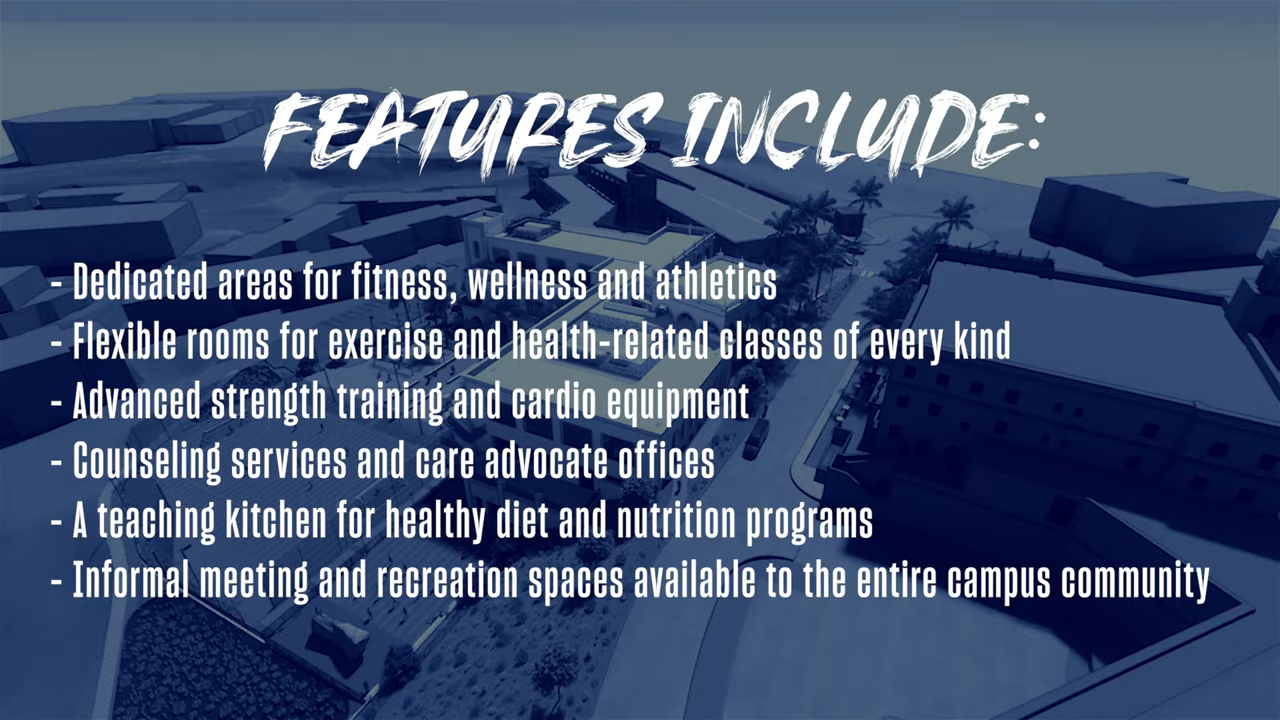 FEATURES INCLUDE:
- Dedicated areas for fitness, wellness and athletics
- Flexible rooms for exercise and health-related classes of every kind
- Advanced strength training and cardio equipment
- Counseling services and care advocate offices
- A teaching kitchen for healthy diet and nutrition programs
- Informal meeting and recreation spaces available to the entire campus community